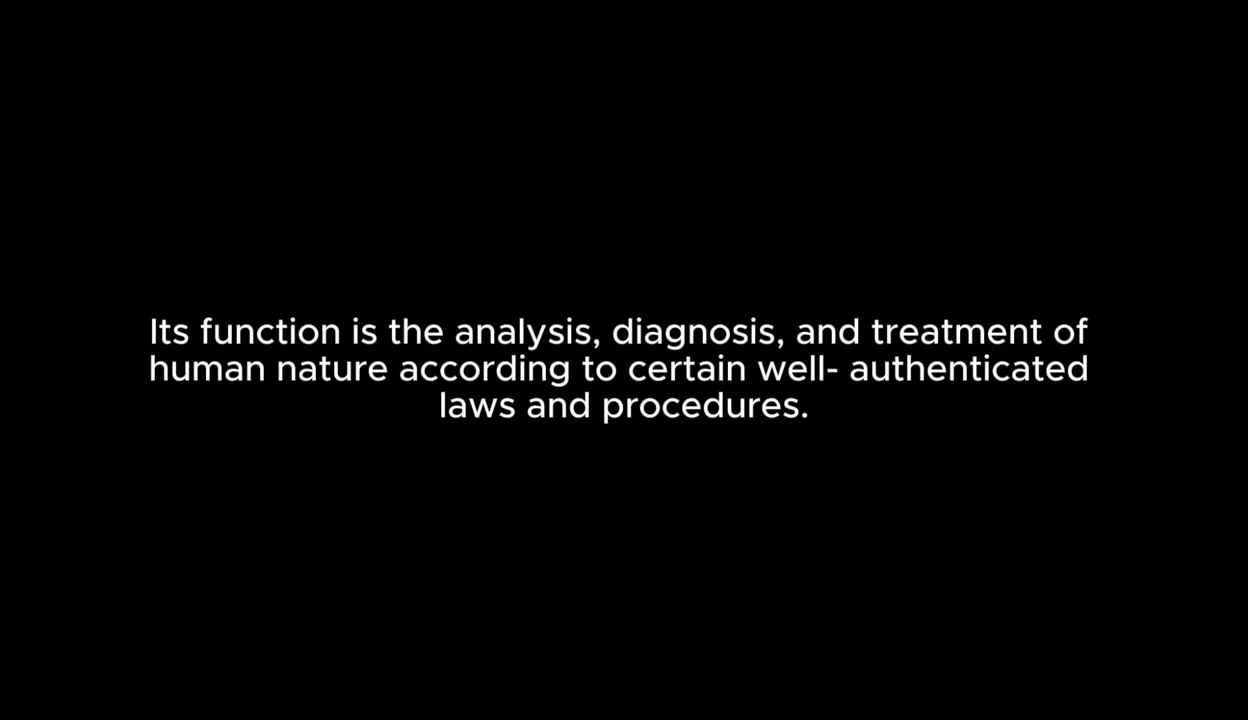 Its function is the analysis, diagnosis, and treatment of
human nature according to certain well- authenticated
laws and procedures.